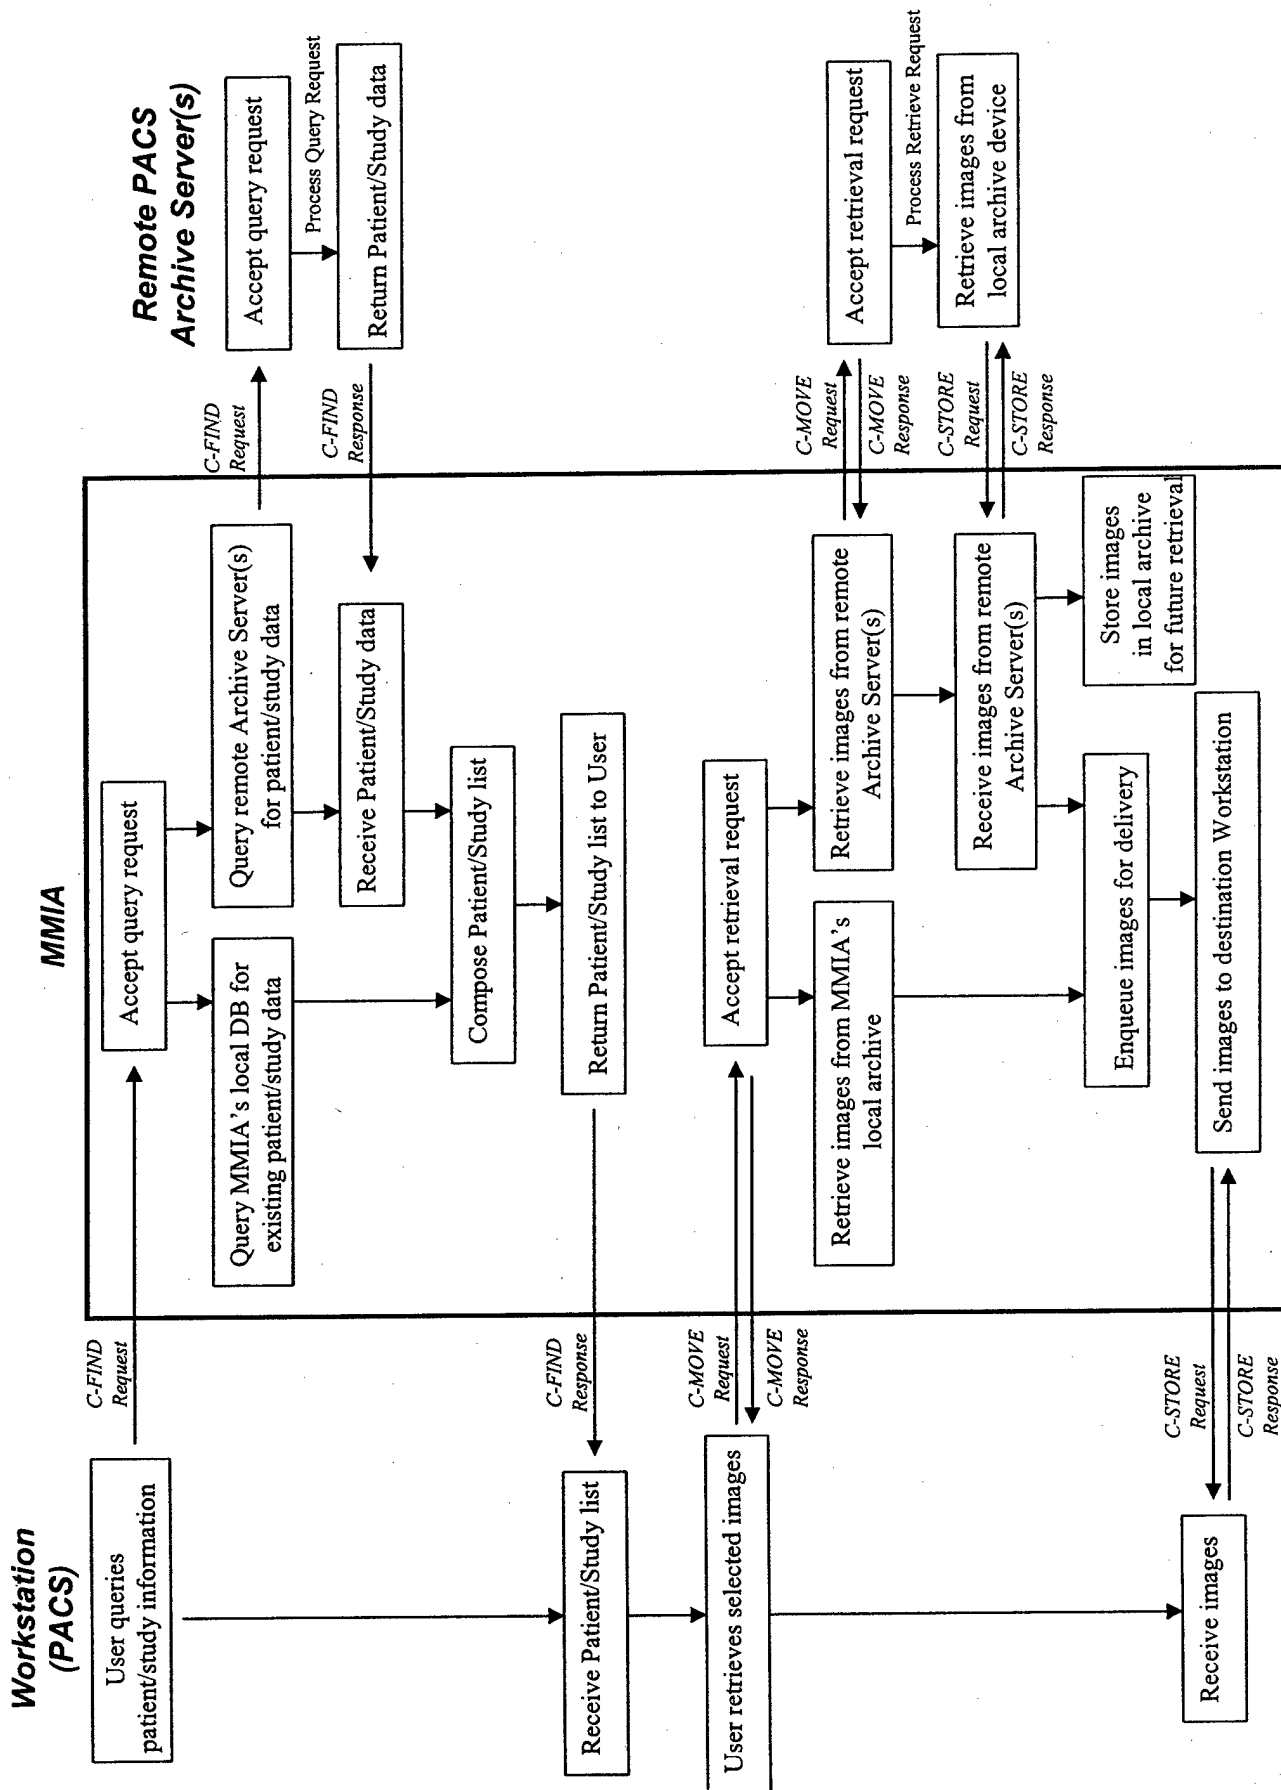 Workstation
(PACS)
MMIA
Remote PACS
Archive Server(s)
User queries
patient/study information
C-FIND
Request
Accept query request
Query MMIA's local DB for
existing patient/study data
Query remote Archive Server(s)
for patient/study data
C-FIND
Request
Accept query request
Process Query Request
Return Patient/Study data
C-FIND
Response
Receive Patient/Study data
Compose Patient/Study list
Return Patient/Study list to User
C-FIND
Response
Receive Patient/Study list
User retrieves selected images
C-MOVE
Request
C-MOVE
Response
Accept retrieval request
Retrieve images from MMIA's
local archive
Retrieve images from remote
Archive Server(s)
C-MOVE
Request
C-MOVE
Response
Accept retrieval request
Process Retrieve Request
Retrieve images from
local archive device
C-STORE
Request
C-STORE
Response
Receive images from remote
Archive Server(s)
Store images
in local archive
for future retrieval
Enqueue images for delivery
Send images to destination Workstation
C-STORE
Request
C-STORE
Response
Receive images